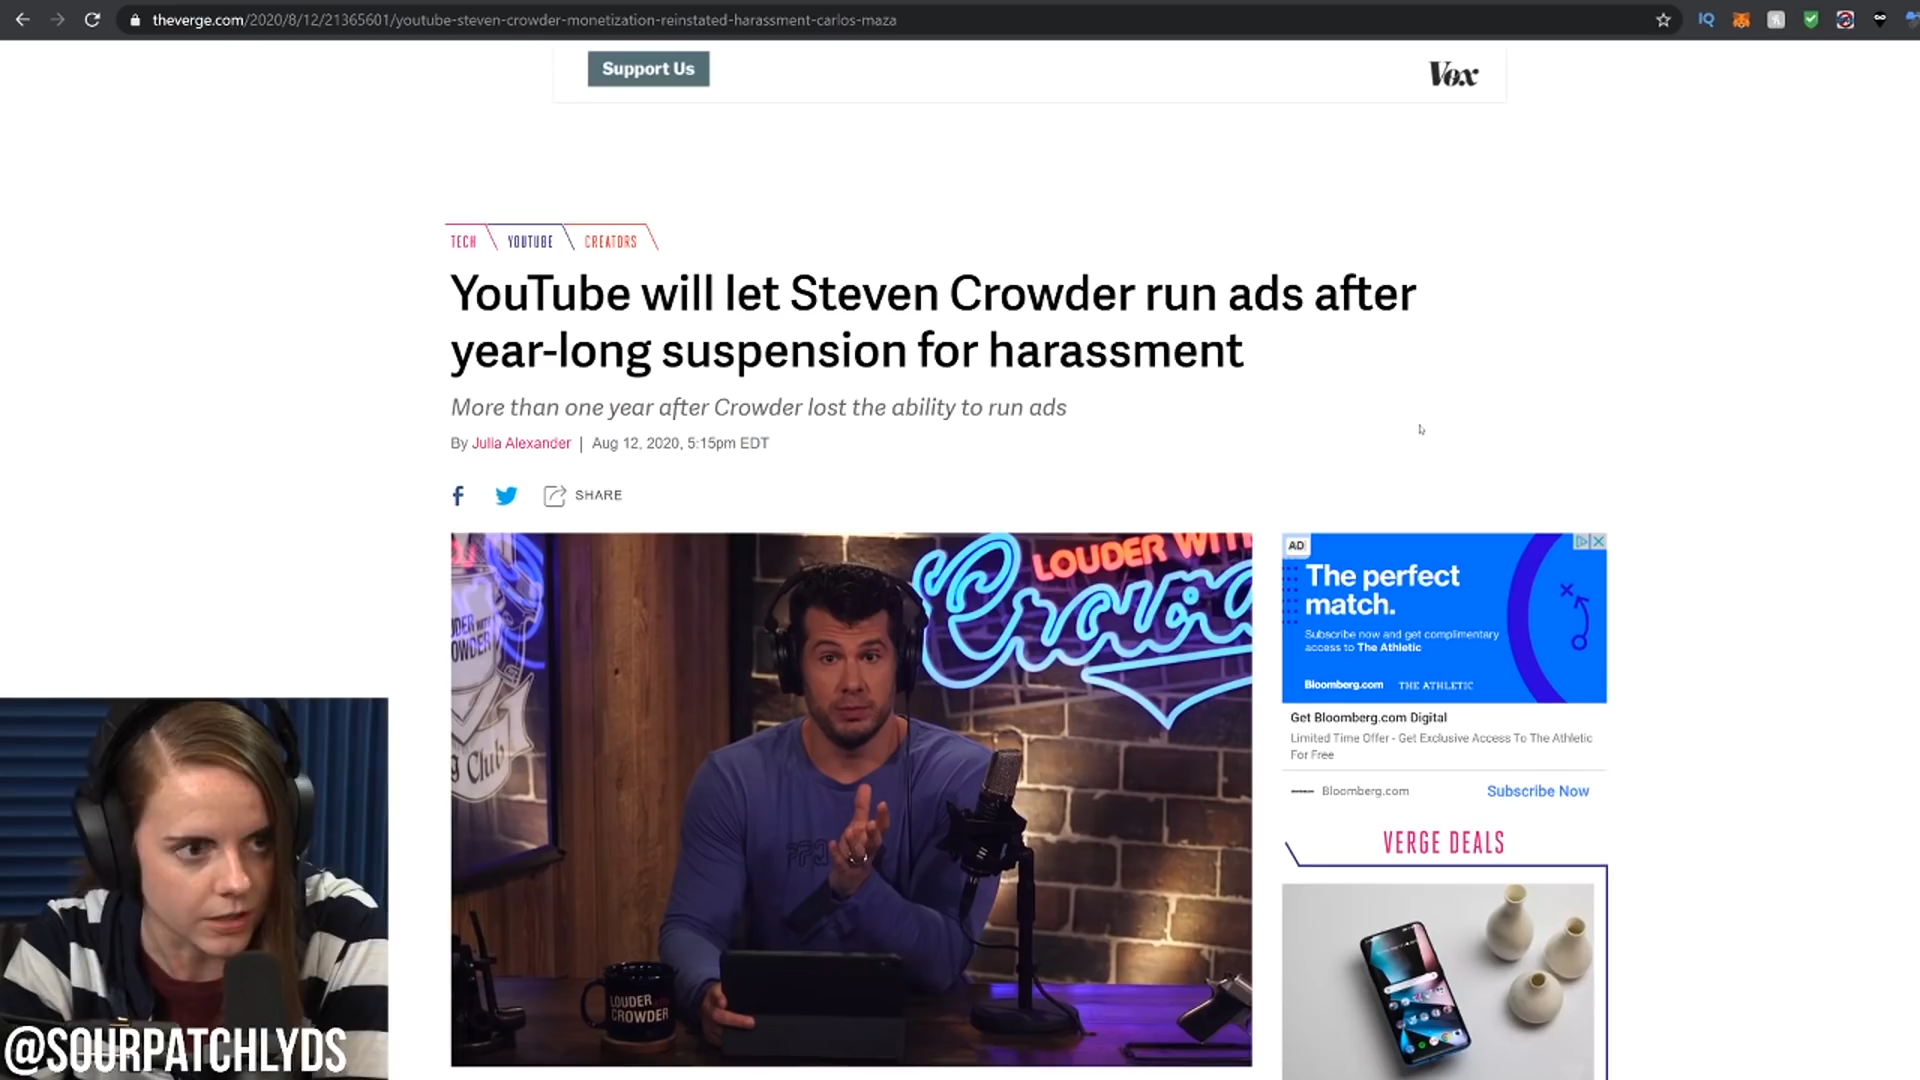 theverge.com/2020/8/12/21365601/youtube-steven-crowder-monetization-reinstated-harassment-carlos-maza
IQ
Support Us
Vox
TECH YOUTUBE CREATORS
YouTube will let Steven Crowder run ads after
year-long suspension for harassment
More than one year after Crowder lost the ability to run ads
By Julia Alexander | Aug 12, 2020, 5:15pm EDT
SHARE
LOUDER WITH
Crowd
g Club
LOUDER
CROWDER
AD
The perfect
match.
Subscribe now and get complimentary
access to The Athletic
Bloomberg.com THE ATHLETIC
Get Bloomberg.com Digital
Limited Time Offer - Get Exclusive Access To The Athletic
For Free
Bloomberg.com Subscribe Now
VERGE DEALS
@SOURPATCHLYDS